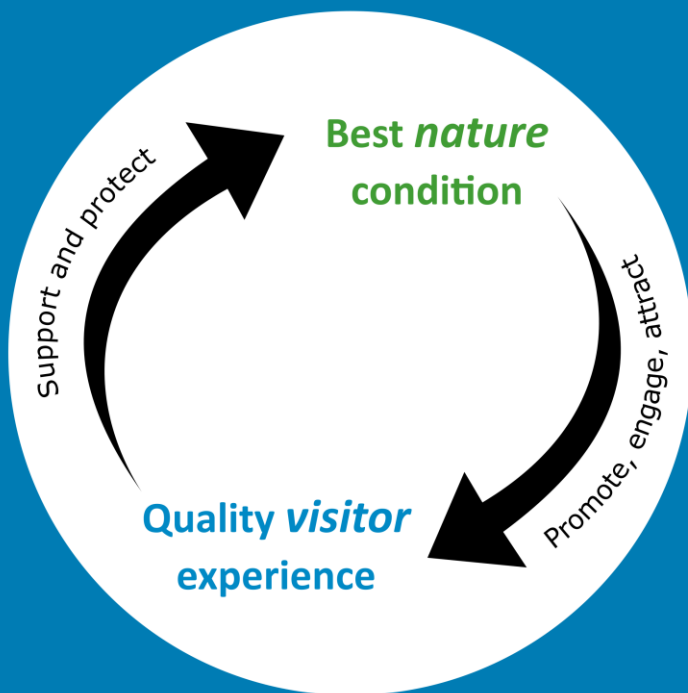 Best nature
condition
Promote, engage, attract
Quality visitor
experience
Support and protect